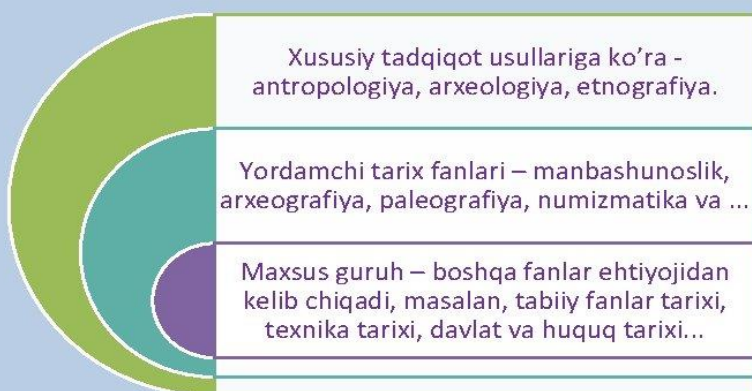 Xususiy tadqiqot usullariga ko’ra -
antropologiya, arxeologiya, etnografiya.
Yordamchi tarix fanlari – manbashunoslik,
arxeografiya, paleografiya, numizmatika va ...
Maxsus guruh – boshqa fanlar ehtiyojidan
kelib chiqadi, masalan, tabiiy fanlar tarixi,
texnika tarixi, davlat va huquq tarixi...